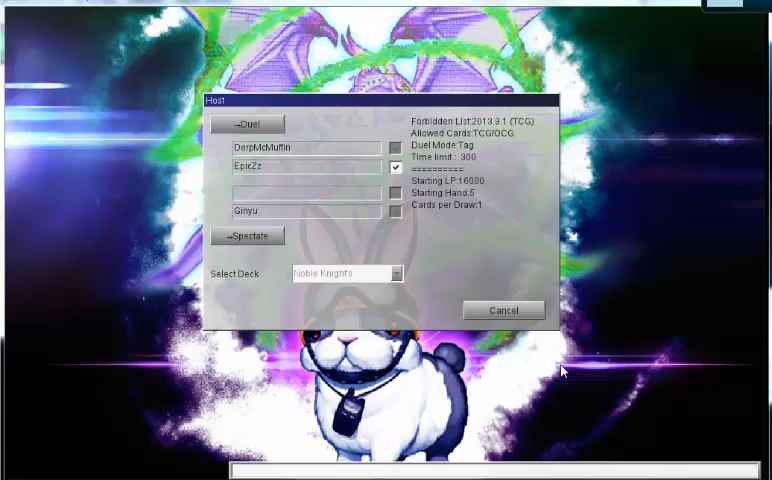 Host
→Duel
DerpMcMuffin
EpicZz
Ginyu
→Spectate
Select Deck
Noble Knights
Forbidden List:2013.9.1 (TCG)
Allowed Cards:TCG/OCG
Duel Mode:Tag
Time limit : 300
==========
Starting LP:16000
Starting Hand:5
Cards per Draw:1
Cancel